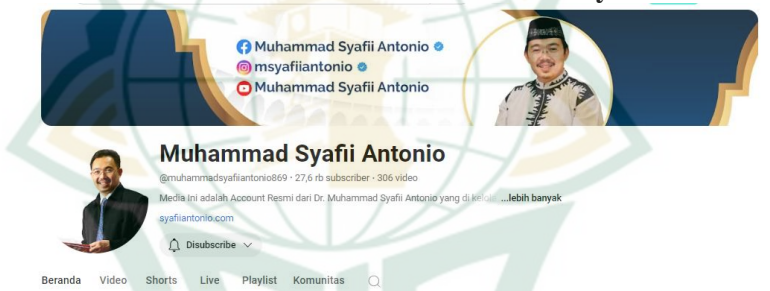 Muhammad Syafii Antonio
msyafiiantonio
Muhammad Syafii Antonio
Muhammad Syafii Antonio
@muhammadsyafiiantonio869 · 27,6 rb subscriber · 306 video
Media Ini adalah Account Resmi dari Dr. Muhammad Syafii Antonio yang di kelola ...lebih banyak
syafiiantonio.com
Disubscribe
Beranda Video Shorts Live Playlist Komunitas